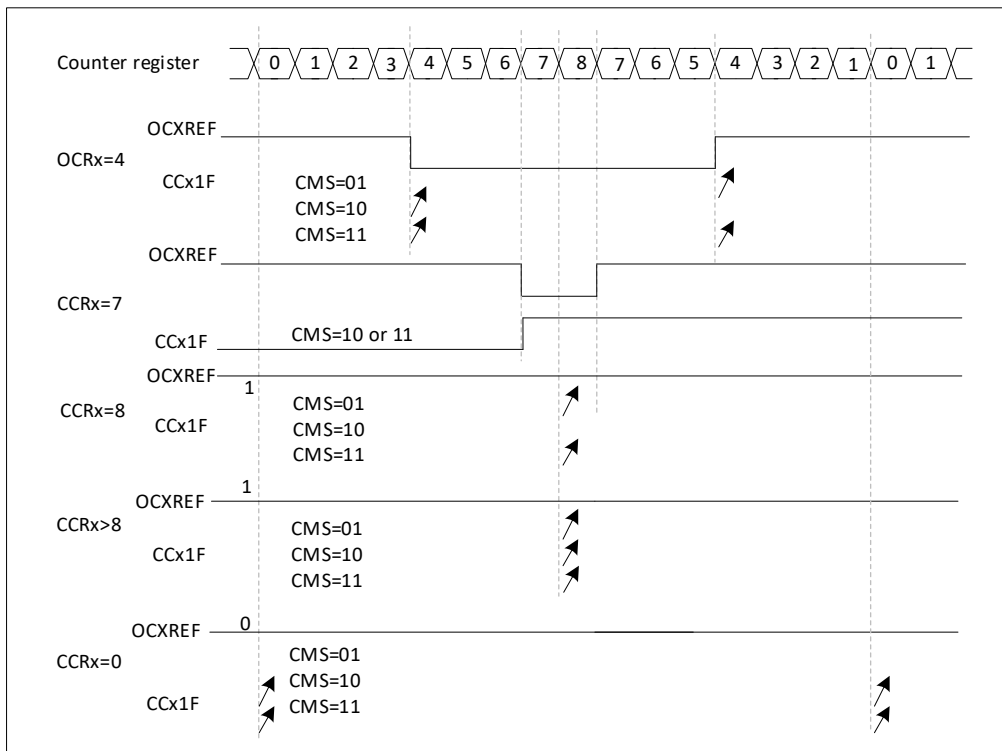 Counter register 0 1 2 3 4 5 6 7 8 7 6 5 4 3 2 1 0 1
OCXREF
OCRx=4
CCx1F
CMS=01
CMS=10
CMS=11
OCXREF
CCRx=7
CCx1F
CMS=10 or 11
OCXREF
1
CCRx=8
CCx1F
CMS=01
CMS=10
CMS=11
OCXREF
1
CCRx>8
CCx1F
CMS=01
CMS=10
CMS=11
OCXREF
0
CCRx=0
CCx1F
CMS=01
CMS=10
CMS=11